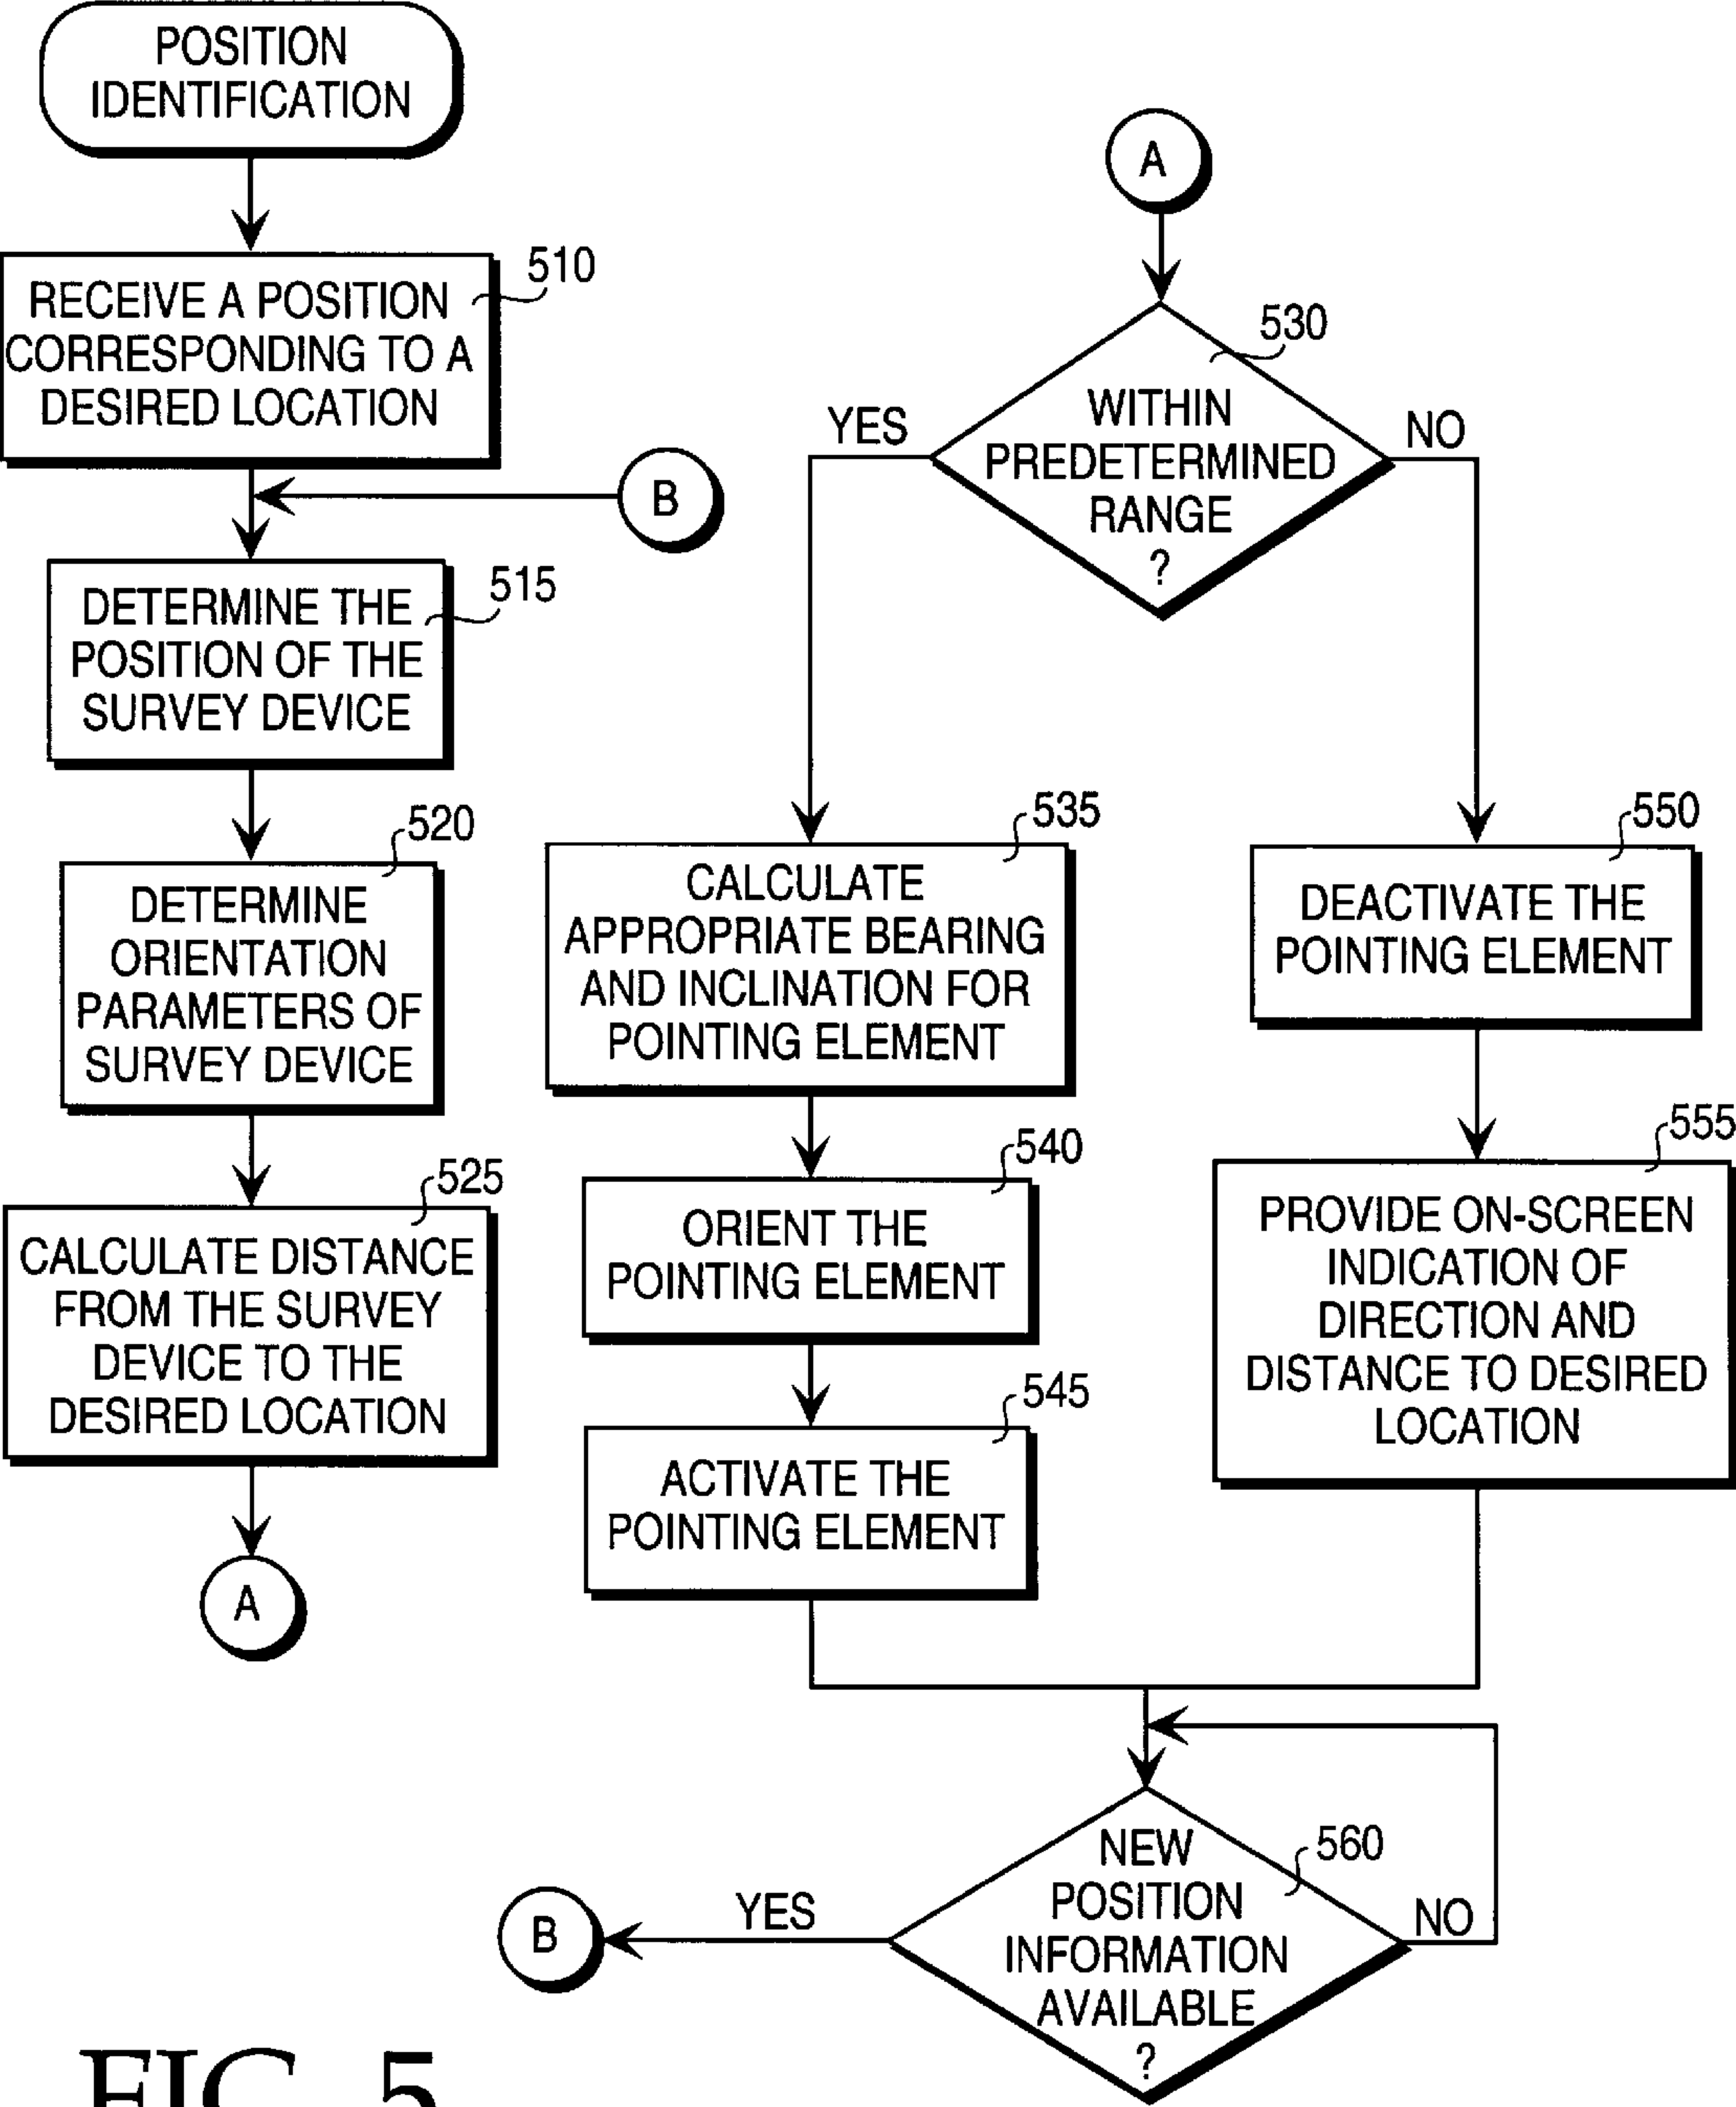 POSITION
IDENTIFICATION
510
RECEIVE A POSITION
CORRESPONDING TO A
DESIRED LOCATION
B
515
DETERMINE THE
POSITION OF THE
SURVEY DEVICE
520
DETERMINE
ORIENTATION
PARAMETERS OF
SURVEY DEVICE
525
CALCULATE DISTANCE
FROM THE SURVEY
DEVICE TO THE
DESIRED LOCATION
A
A
530
WITHIN
PREDETERMINED
RANGE
?
YES
NO
535
CALCULATE
APPROPRIATE BEARING
AND INCLINATION FOR
POINTING ELEMENT
540
ORIENT THE
POINTING ELEMENT
545
ACTIVATE THE
POINTING ELEMENT
550
DEACTIVATE THE
POINTING ELEMENT
555
PROVIDE ON-SCREEN
INDICATION OF
DIRECTION AND
DISTANCE TO DESIRED
LOCATION
560
NEW
POSITION
INFORMATION
AVAILABLE
?
YES
NO
B
FIG. 5